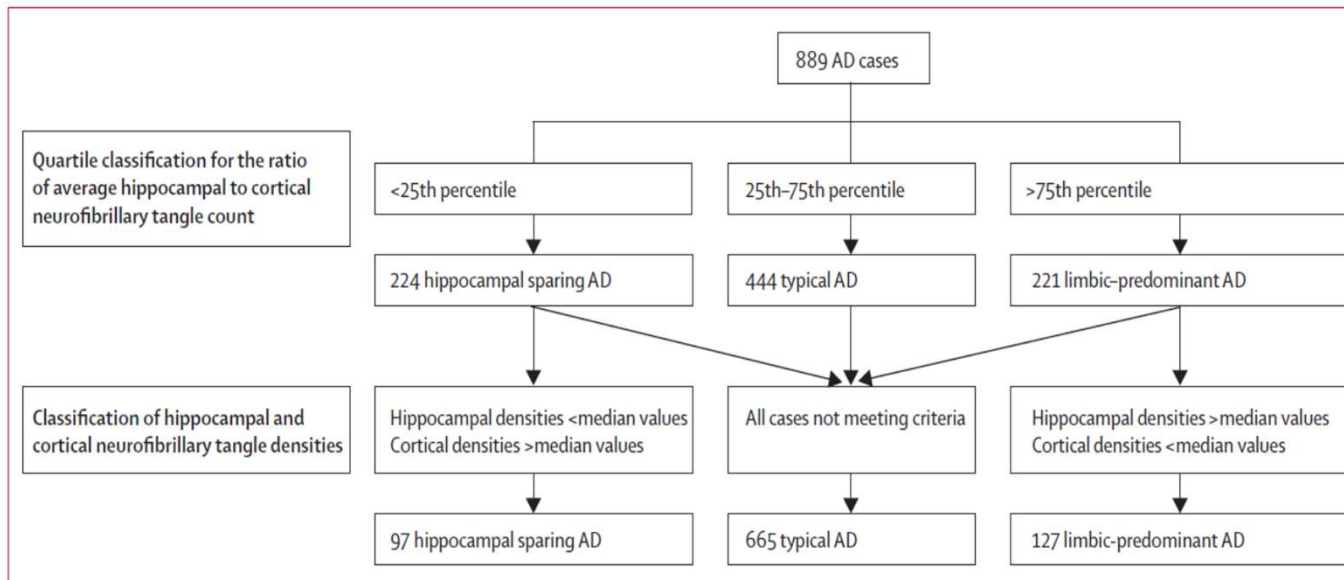 889 AD cases
Quartile classification for the ratio
of average hippocampal to cortical
neurofibrillary tangle count
<25th percentile
25th–75th percentile
>75th percentile
224 hippocampal sparing AD
444 typical AD
221 limbic–predominant AD
Classification of hippocampal and
cortical neurofibrillary tangle densities
Hippocampal densities <median values
Cortical densities >median values
All cases not meeting criteria
Hippocampal densities >median values
Cortical densities <median values
97 hippocampal sparing AD
665 typical AD
127 limbic-predominant AD